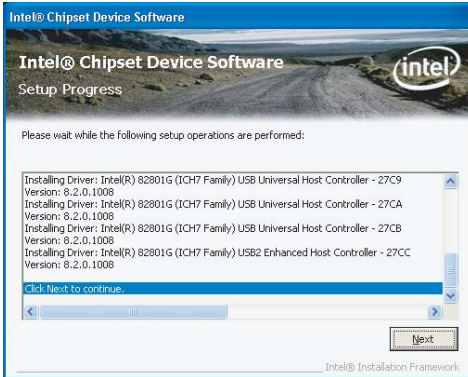 Intel® Chipset Device Software
Intel® Chipset Device Software
intel
Setup Progress
Please wait while the following setup operations are performed:
Installing Driver: Intel(R) 82801G (ICH7 Family) USB Universal Host Controller - 27C9
Version: 8.2.0.1008
Installing Driver: Intel(R) 82801G (ICH7 Family) USB Universal Host Controller - 27CA
Version: 8.2.0.1008
Installing Driver: Intel(R) 82801G (ICH7 Family) USB Universal Host Controller - 27CB
Version: 8.2.0.1008
Installing Driver: Intel(R) 82801G (ICH7 Family) USB2 Enhanced Host Controller - 27CC
Version: 8.2.0.1008
Click Next to continue.
Next
Intel® Installation Framework